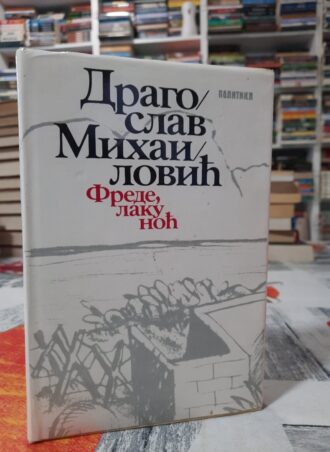 Драго/
ПОЛИТИКА
слав
Михаи/
ловић
Фреде,
лаку
ноћ